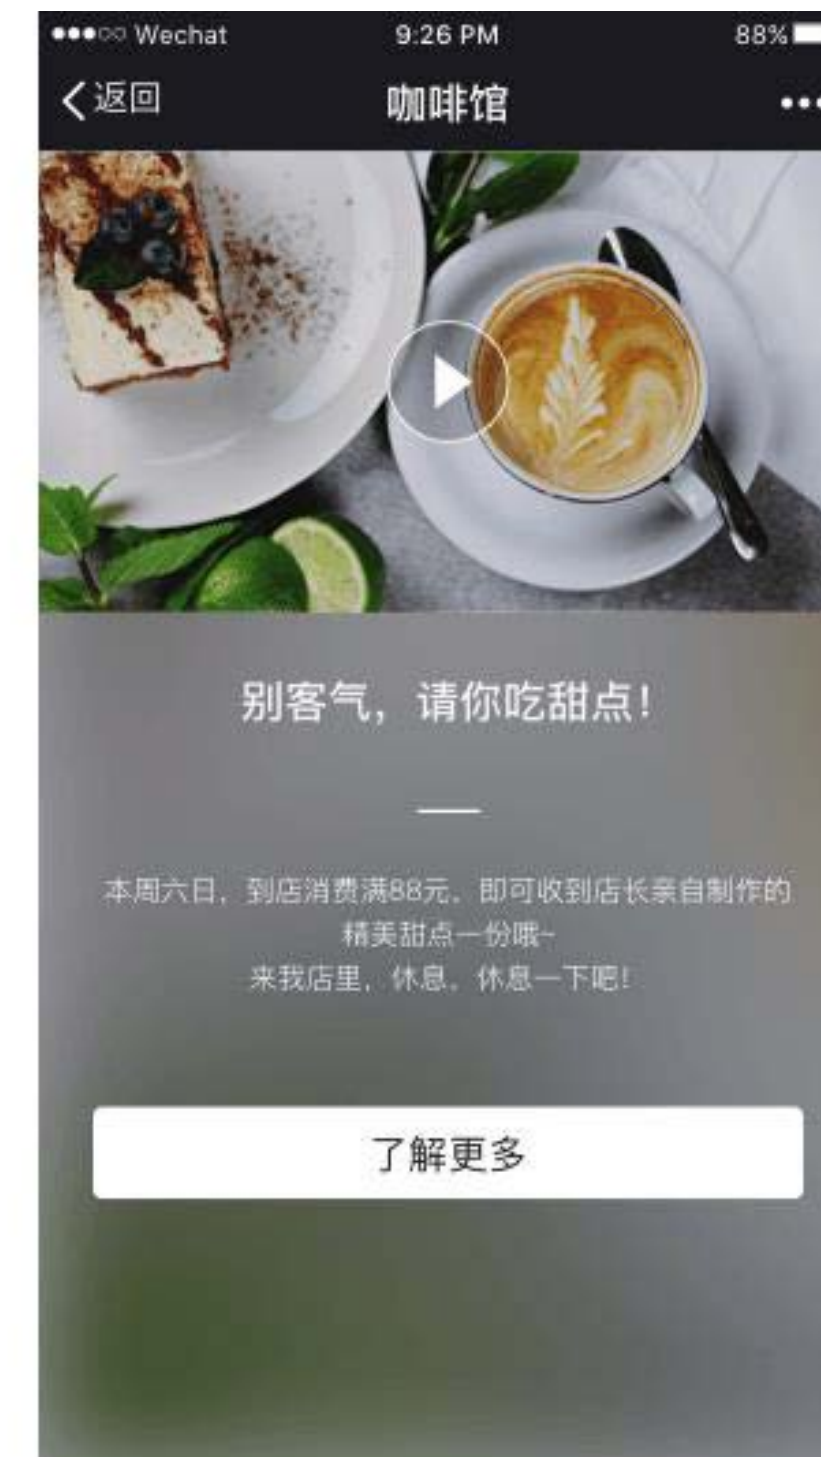 Wechat 9:26 PM 88%
返回 咖啡馆
别客气，请你吃甜点！
本周六日，到店消费满88元。即可收到店长亲自制作的
精美甜点一份哦~
来我店里，休息。休息一下吧！
了解更多